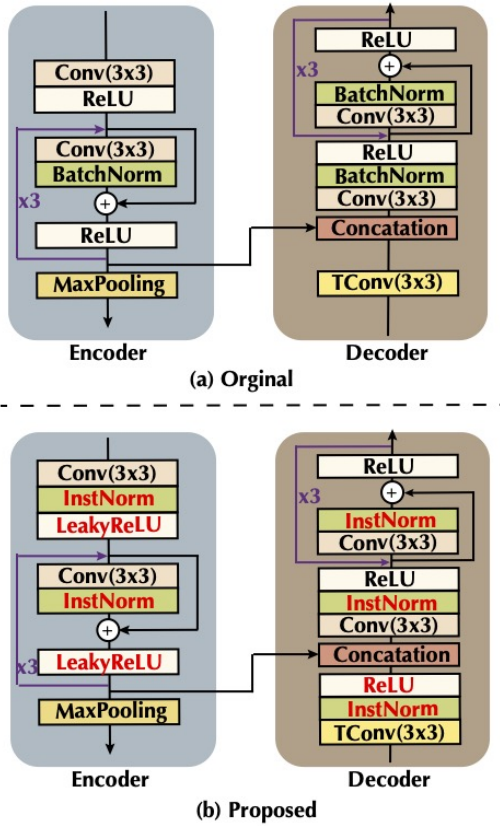 Conv(3x3)
ReLU
Conv(3x3)
BatchNorm
+
x3
ReLU
MaxPooling
Encoder
ReLU
x3
+
BatchNorm
Conv(3x3)
ReLU
BatchNorm
Conv(3x3)
Concatation
TConv(3x3)
Decoder
(a) Orginal
Conv(3x3)
InstNorm
LeakyReLU
Conv(3x3)
InstNorm
+
x3
LeakyReLU
MaxPooling
Encoder
ReLU
x3
+
InstNorm
Conv(3x3)
ReLU
InstNorm
Conv(3x3)
Concatation
ReLU
InstNorm
TConv(3x3)
Decoder
(b) Proposed